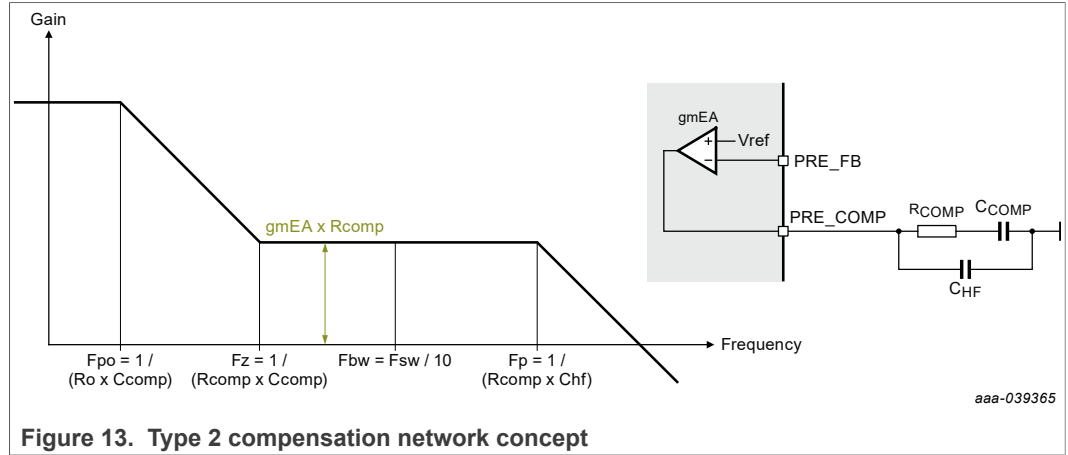 Gain
gmEA
+
Vref
−
PRE_FB
PRE_COMP
RCOMP
CCOMP
CHF
gmEA x Rcomp
Frequency
Fpo = 1 /
(Ro x Ccomp)
Fz = 1 /
(Rcomp x Ccomp)
Fbw = Fsw / 10
Fp = 1 /
(Rcomp x Chf)
aaa-039365
Figure 13. Type 2 compensation network concept